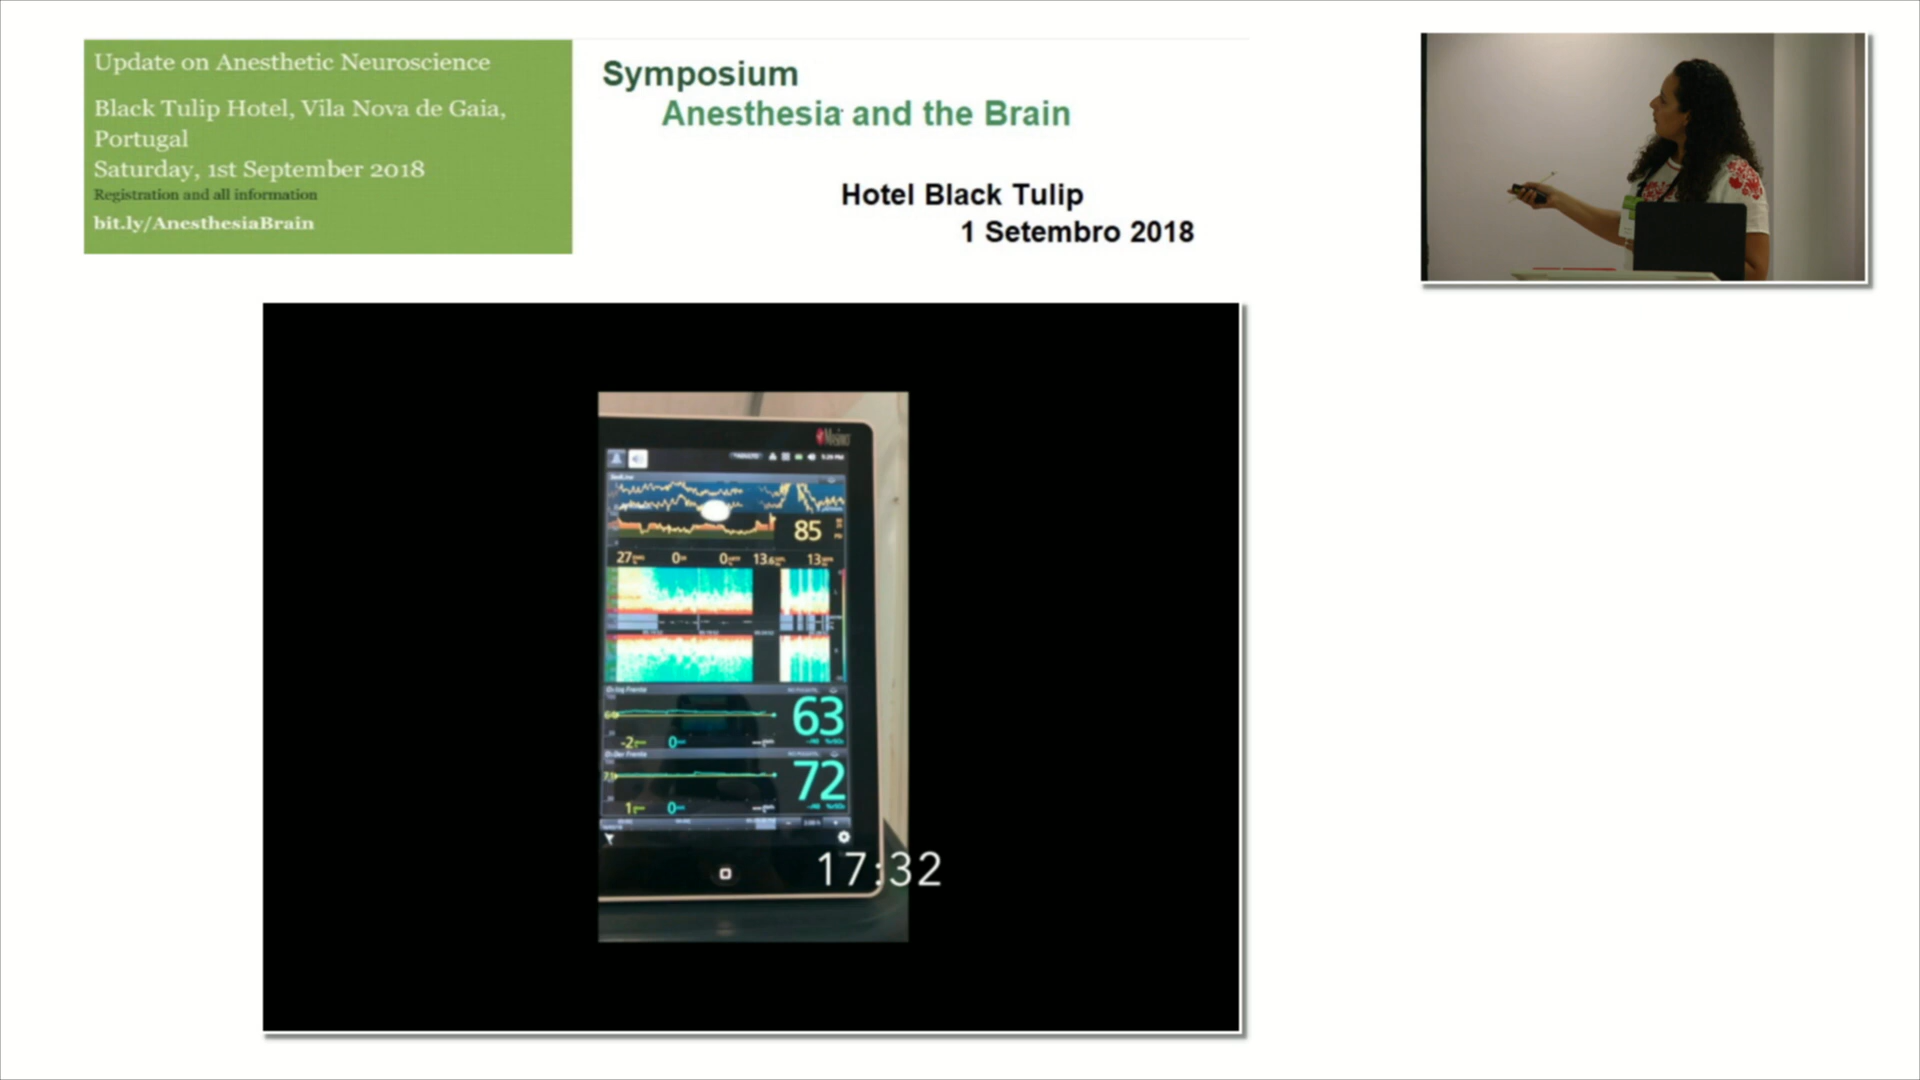 Update on Anesthetic Neuroscience
Black Tulip Hotel, Vila Nova de Gaia,
Portugal
Saturday, 1st September 2018
Registration and all information
bit.ly/AnesthesiaBrain
Symposium
Anesthesia and the Brain
Hotel Black Tulip
1 Setembro 2018
Masimo
85
27
0
0
13.6
13
63
-2
0
72
1
0
17:32